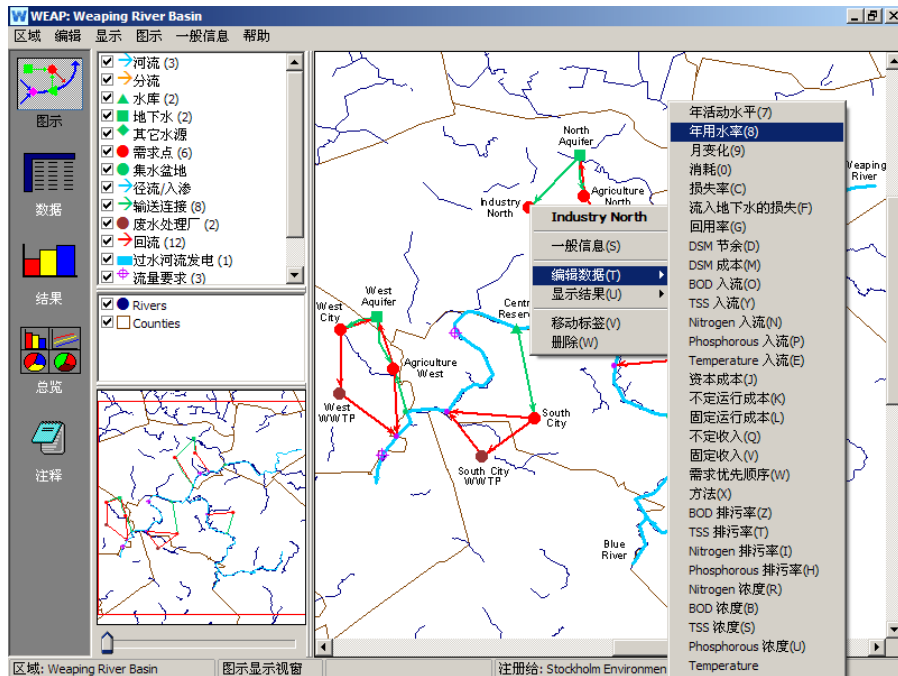 WEAP: Weaping River Basin
区域 编辑 显示 图示 一般信息 帮助
图示
数据
结果
总览
注释
河流 (3)
分流
水库 (2)
地下水 (2)
其它水源
需求点 (6)
集水盆地
径流/入渗
输送连接 (8)
废水处理厂 (2)
回流 (12)
过水河流发电 (1)
流量要求 (3)
Rivers
Counties
North
Aquifer
Agriculture
North
Industry
North
Weaping
River
West
City
West
Aquifer
Agriculture
West
West
WWTP
Centr
Reser
South
City
South City
WWTP
Blue
River
Industry North
一般信息(S)
编辑数据(T)
显示结果(U)
移动标签(V)
删除(W)
年活动水平(7)
年用水率(8)
月变化(9)
消耗(0)
损失率(C)
流入地下水的损失(F)
回用率(G)
DSM 节余(D)
DSM 成本(M)
BOD 入流(O)
TSS 入流(Y)
Nitrogen 入流(N)
Phosphorous 入流(P)
Temperature 入流(E)
资本成本(J)
不定运行成本(K)
固定运行成本(L)
不定收入(Q)
固定收入(V)
需求优先顺序(W)
方法(X)
BOD 排污率(Z)
TSS 排污率(T)
Nitrogen 排污率(I)
Phosphorous 排污率(H)
Nitrogen 浓度(R)
BOD 浓度(B)
TSS 浓度(S)
Phosphorous 浓度(U)
Temperature
区域: Weaping River Basin
图示显示视窗
注册给: Stockholm Environmen